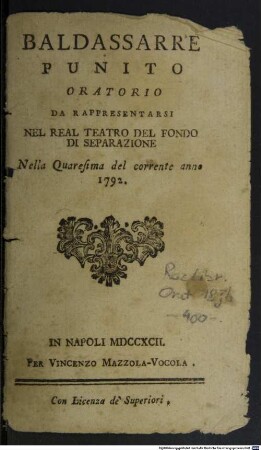 BALDASSARRE
PUNITO
ORATORIO
DA RAPPRESENTARSI
NEL REAL TEATRO DEL FONDO
DI SEPARAZIONE
Nella Quaresima del corrente anno
1792.
IN NAPOLI MDCCXCII.
PER VINCENZO MAZZOLA-VOCOLA.
Con Licenza de' Superiori.